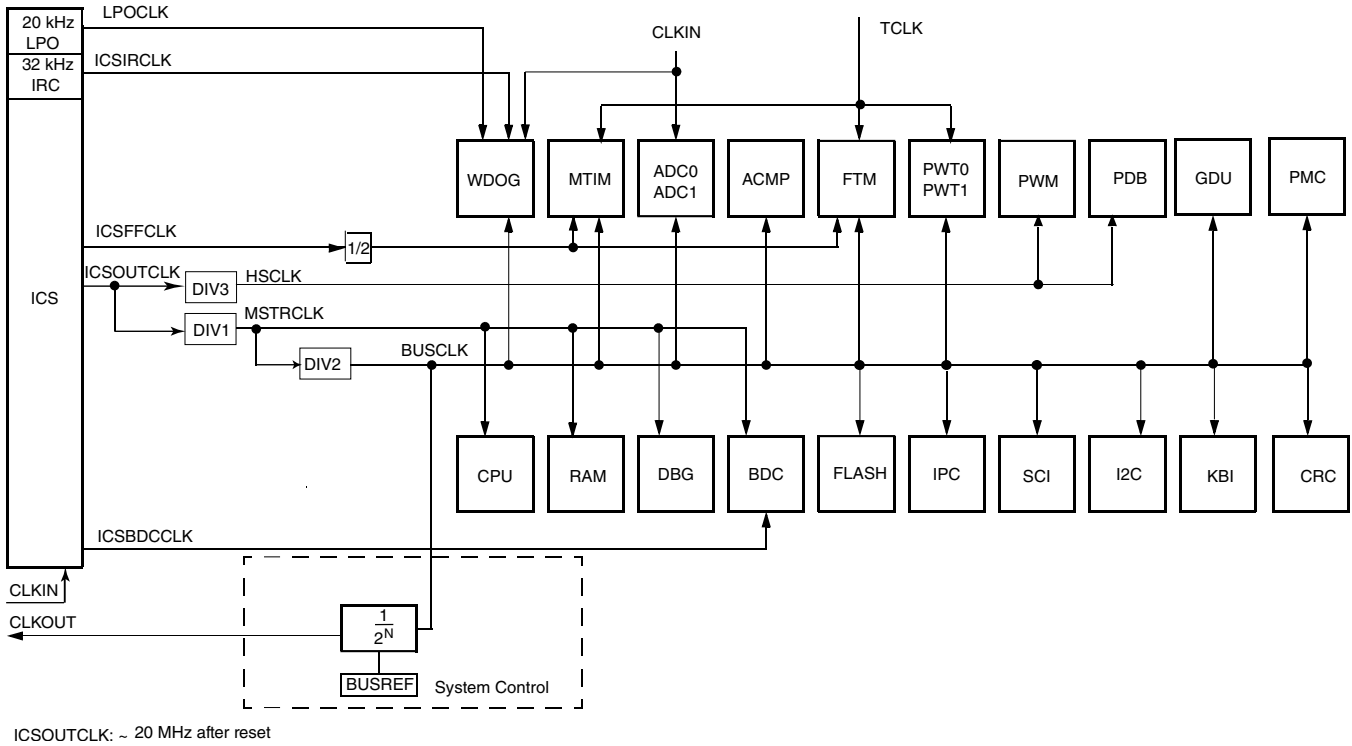 20 kHz
LPO
LPOCLK
32 kHz
IRC
ICSIRCLK
CLKIN
TCLK
WDOG
MTIM
ADC0
ADC1
ACMP
FTM
PWT0
PWT1
PWM
PDB
GDU
PMC
ICSFFCLK
1/2
ICS
ICSOUTCLK
DIV3
HSCLK
DIV1
MSTRCLK
DIV2
BUSCLK
CPU
RAM
DBG
BDC
FLASH
IPC
SCI
I2C
KBI
CRC
ICSBDCCLK
CLKIN
CLKOUT
1
2N
BUSREF
System Control
ICSOUTCLK: ~ 20 MHz after reset